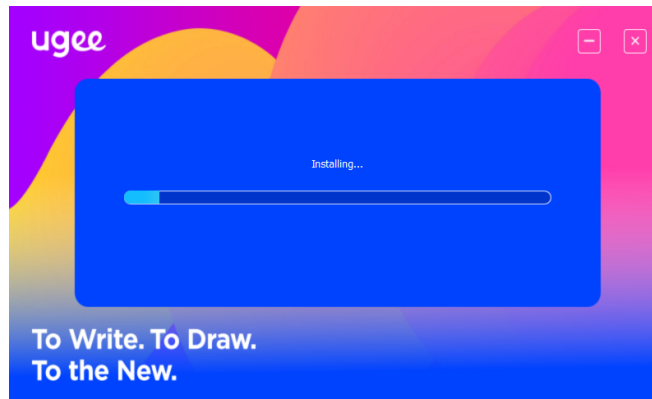 ugee
Installing...
To Write. To Draw.
To the New.